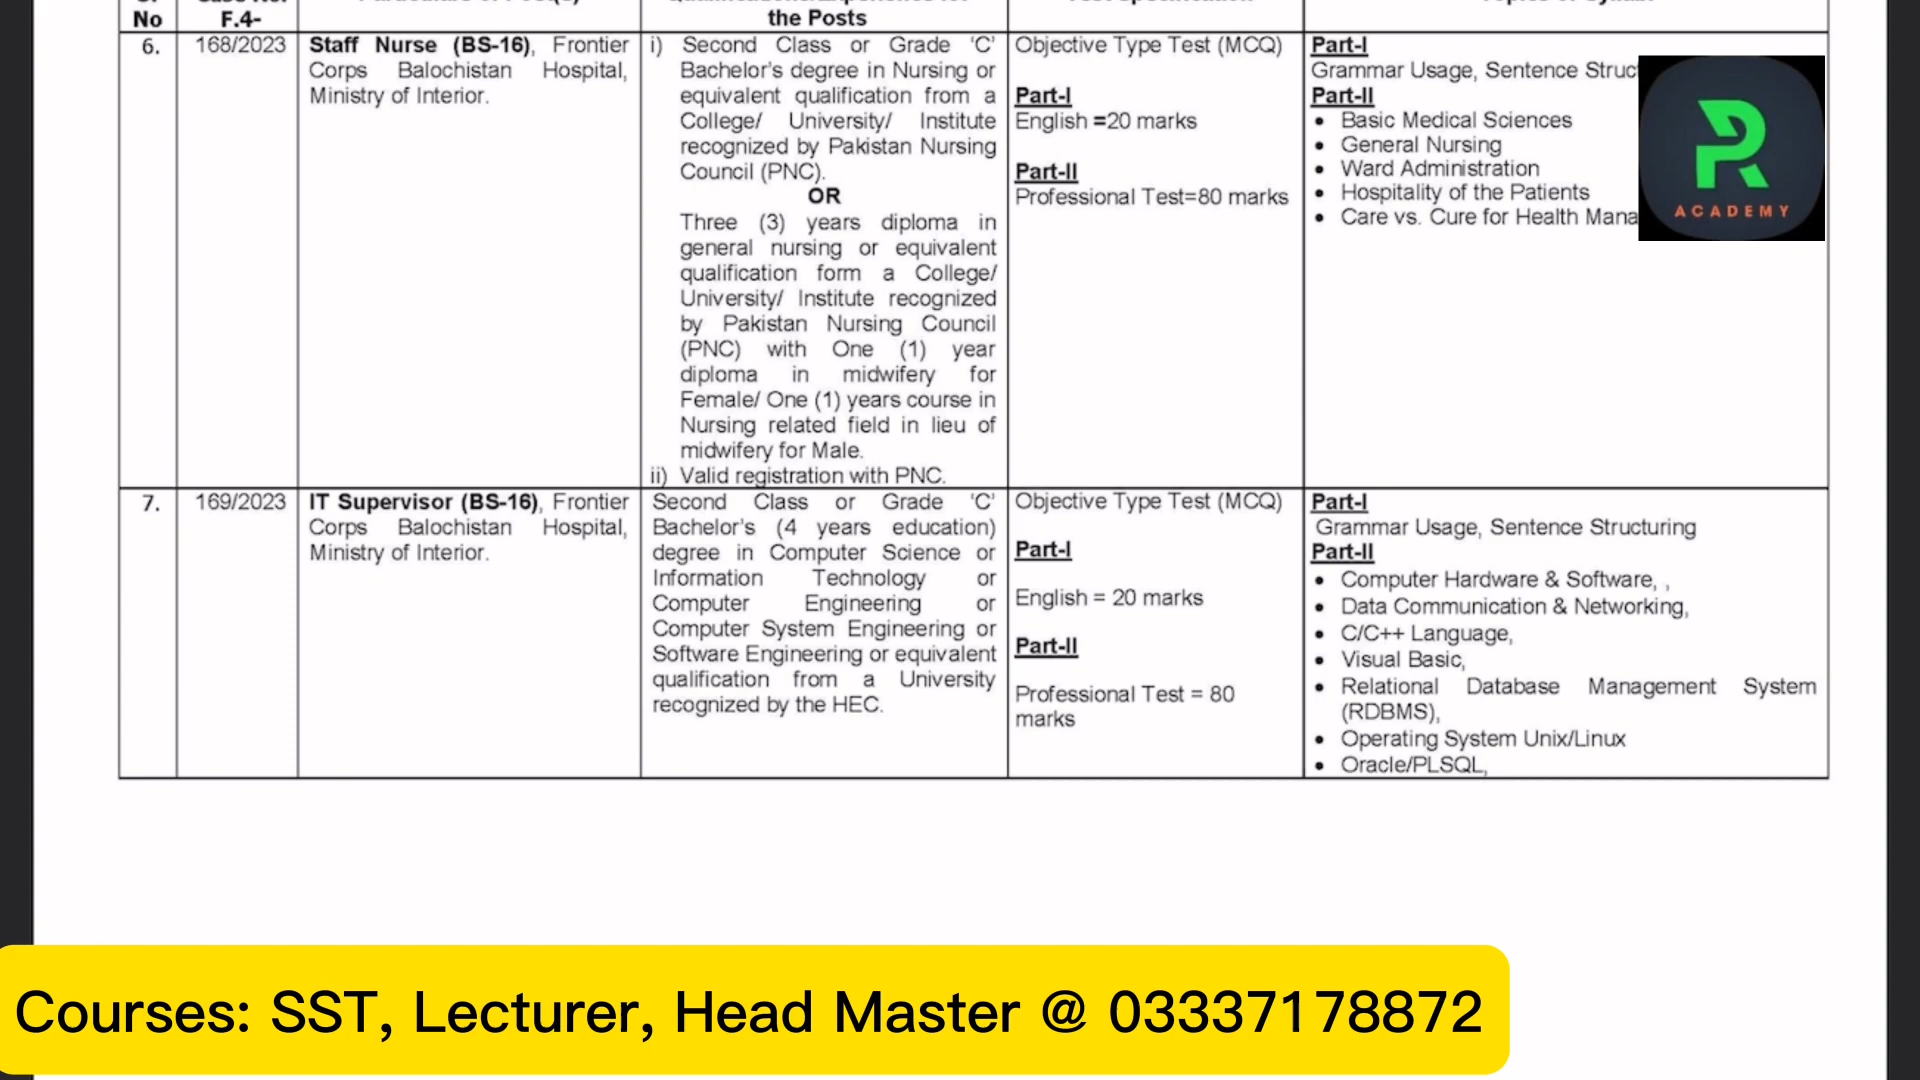 No
F.4-
the Posts
6.
168/2023
Staff Nurse (BS-16), Frontier
Corps Balochistan Hospital,
Ministry of Interior.
i) Second Class or Grade ‘C’
Bachelor’s degree in Nursing or
equivalent qualification from a
College/ University/ Institute
recognized by Pakistan Nursing
Council (PNC).
OR
Three (3) years diploma in
general nursing or equivalent
qualification form a College/
University/ Institute recognized
by Pakistan Nursing Council
(PNC) with One (1) year
diploma in midwifery for
Female/ One (1) years course in
Nursing related field in lieu of
midwifery for Male.
ii) Valid registration with PNC.
Objective Type Test (MCQ)
Part-I
English =20 marks
Part-II
Professional Test=80 marks
Part-I
Grammar Usage, Sentence Struct
Part-II
• Basic Medical Sciences
• General Nursing
• Ward Administration
• Hospitality of the Patients
• Care vs. Cure for Health Mana
ACADEMY
7.
169/2023
IT Supervisor (BS-16), Frontier
Corps Balochistan Hospital,
Ministry of Interior.
Second Class or Grade ‘C’
Bachelor’s (4 years education)
degree in Computer Science or
Information Technology or
Computer Engineering or
Computer System Engineering or
Software Engineering or equivalent
qualification from a University
recognized by the HEC.
Objective Type Test (MCQ)
Part-I
English = 20 marks
Part-II
Professional Test = 80
marks
Part-I
Grammar Usage, Sentence Structuring
Part-II
• Computer Hardware & Software, ,
• Data Communication & Networking,
• C/C++ Language,
• Visual Basic,
• Relational Database Management System
(RDBMS),
• Operating System Unix/Linux
• Oracle/PLSQL,
Courses: SST, Lecturer, Head Master @ 03337178872